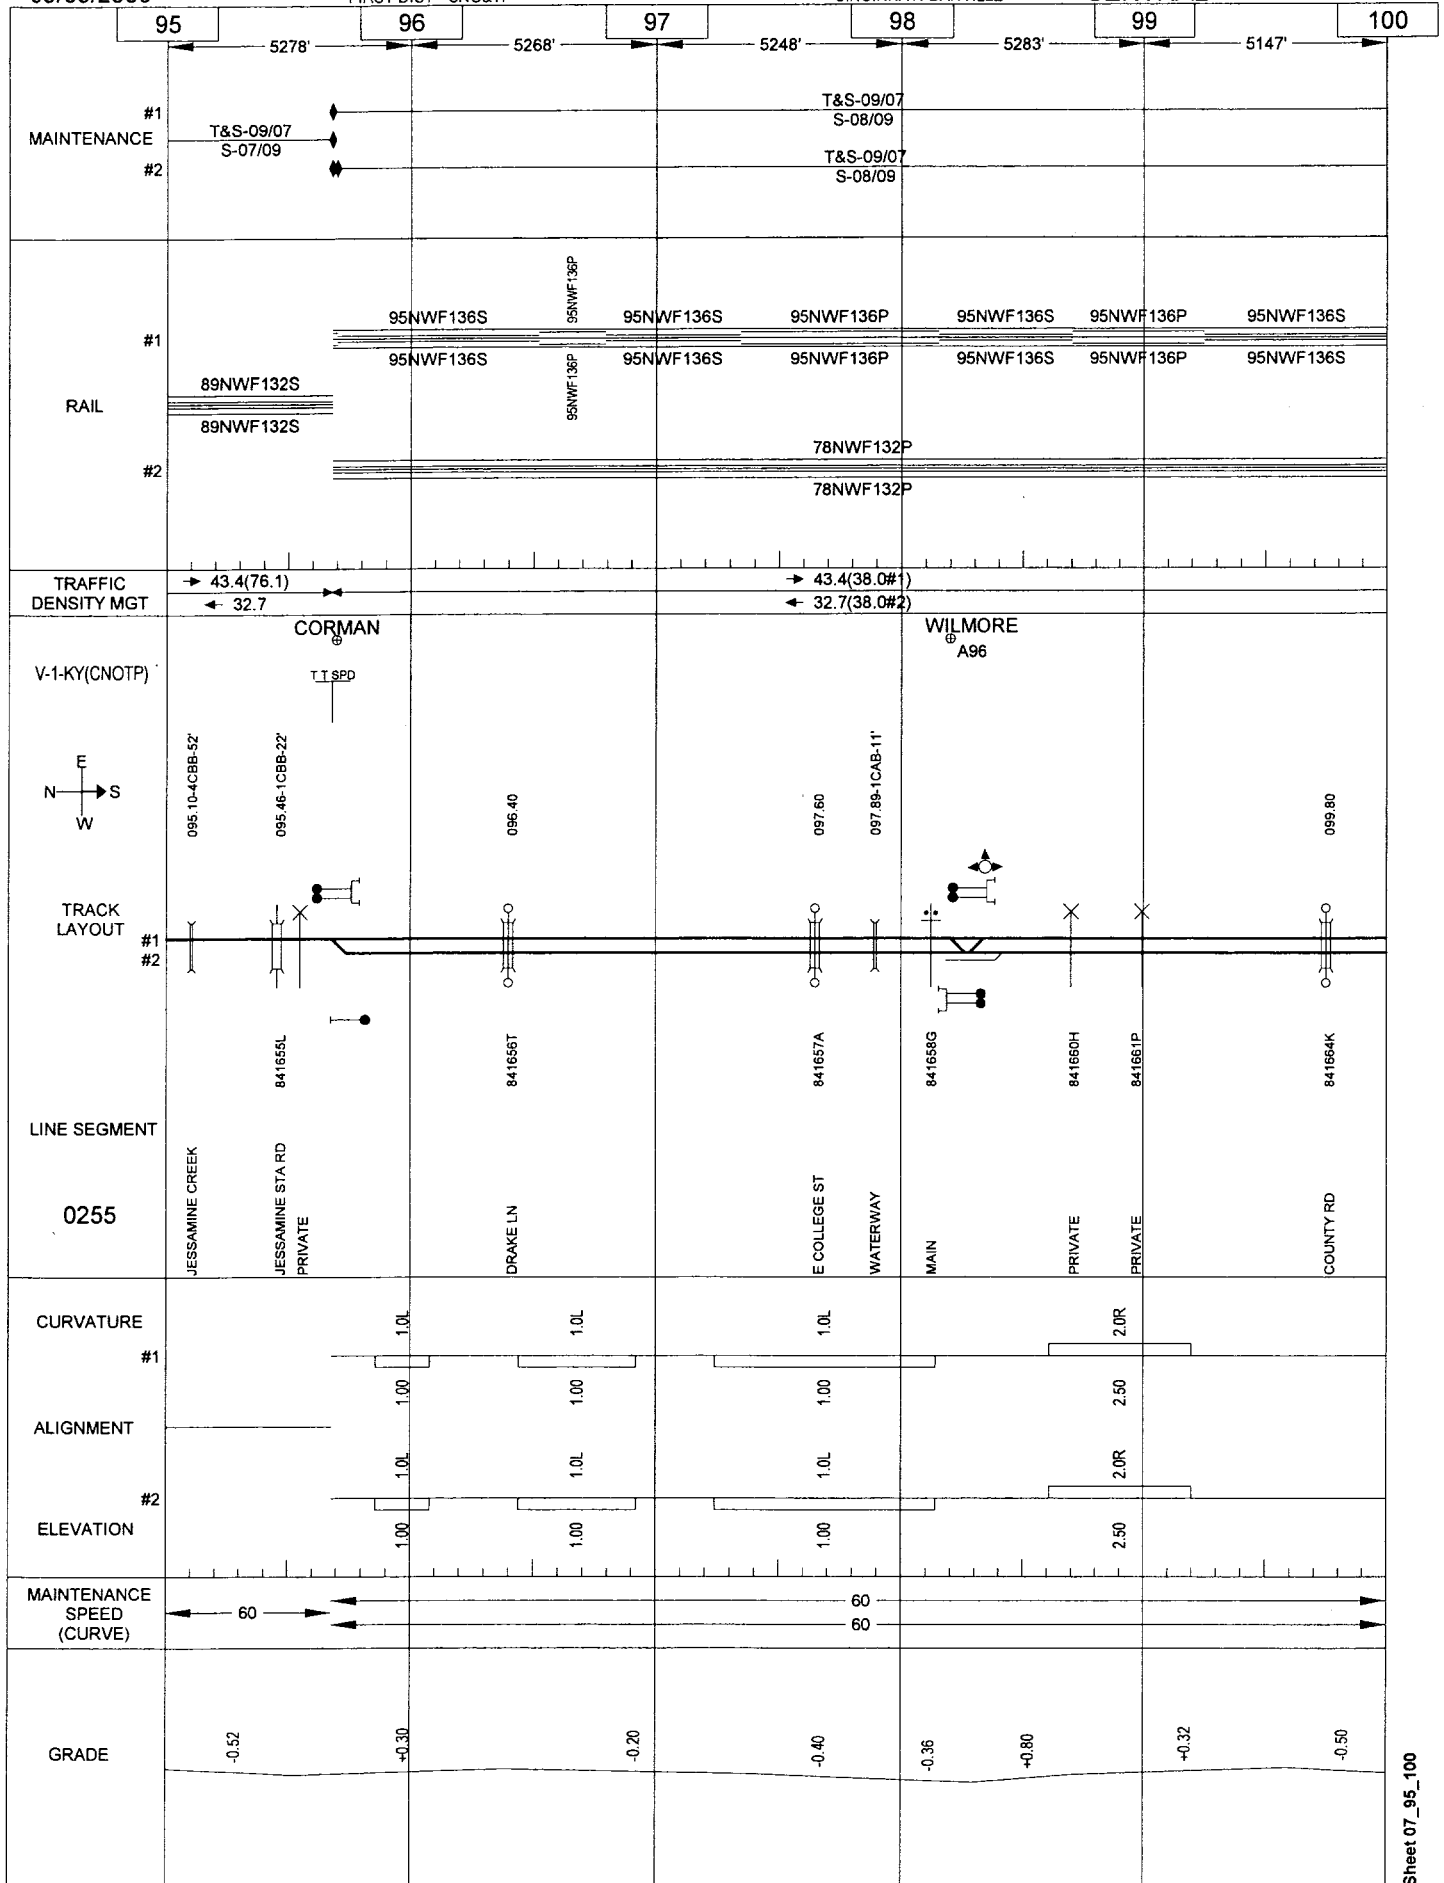 95 96 97 98 99 100
5278' 5268' 5248' 5283' 5147'
#1
T&S-09/07
S-08/09
MAINTENANCE
T&S-09/07
S-07/09
#2
T&S-09/07
S-08/09
95NWF136P
95NWF136S 95NWF136S 95NWF136P 95NWF136S 95NWF136P 95NWF136S
#1
95NWF136S 95NWF136S 95NWF136P 95NWF136S 95NWF136P 95NWF136S
95NWF136P
89NWF132S
RAIL
89NWF132S
78NWF132P
#2
78NWF132P
TRAFFIC
DENSITY MGT
43.4(76.1) 43.4(38.0#1)
32.7 32.7(38.0#2)
CORMAN WILMORE
A96
V-1-KY(CNOTP)
T T SPD
E
N S
W
095.10-4CBB-52'
095.46-1CBB-22'
096.40
097.60
097.89-1CAB-11'
099.80
TRACK
LAYOUT
#1
#2
841655L
841656T
841657A
841658G
841660H
841661P
841664K
LINE SEGMENT
0255
JESSAMINE CREEK
JESSAMINE STA RD
PRIVATE
DRAKE LN
E COLLEGE ST
WATERWAY
MAIN
PRIVATE
PRIVATE
COUNTY RD
CURVATURE
1.0L 1.0L 1.0L 2.0R
#1
1.00 1.00 1.00 2.50
ALIGNMENT
1.0L 1.0L 1.0L 2.0R
#2
1.00 1.00 1.00 2.50
ELEVATION
MAINTENANCE
SPEED
(CURVE)
60
60
60
GRADE
-0.52 +0.30 -0.20 -0.40 -0.36 +0.80 +0.32 -0.50
Sheet 07_95_100